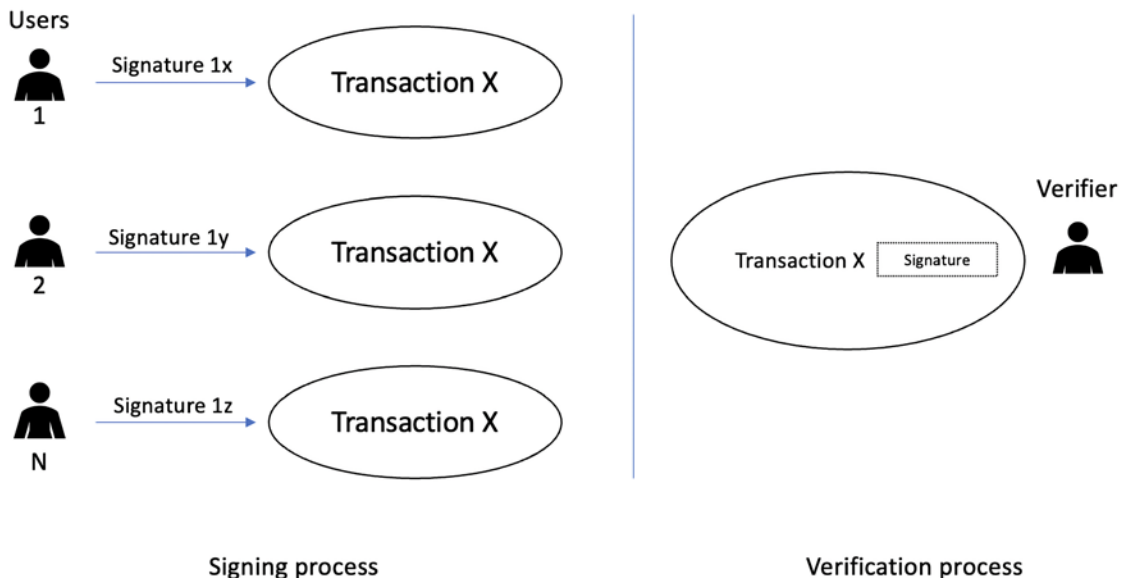 Users
Signature 1x
Transaction X
1
Signature 1y
Transaction X
2
Signature 1z
Transaction X
N
Signing process
Verifier
Transaction X
Signature
Verification process